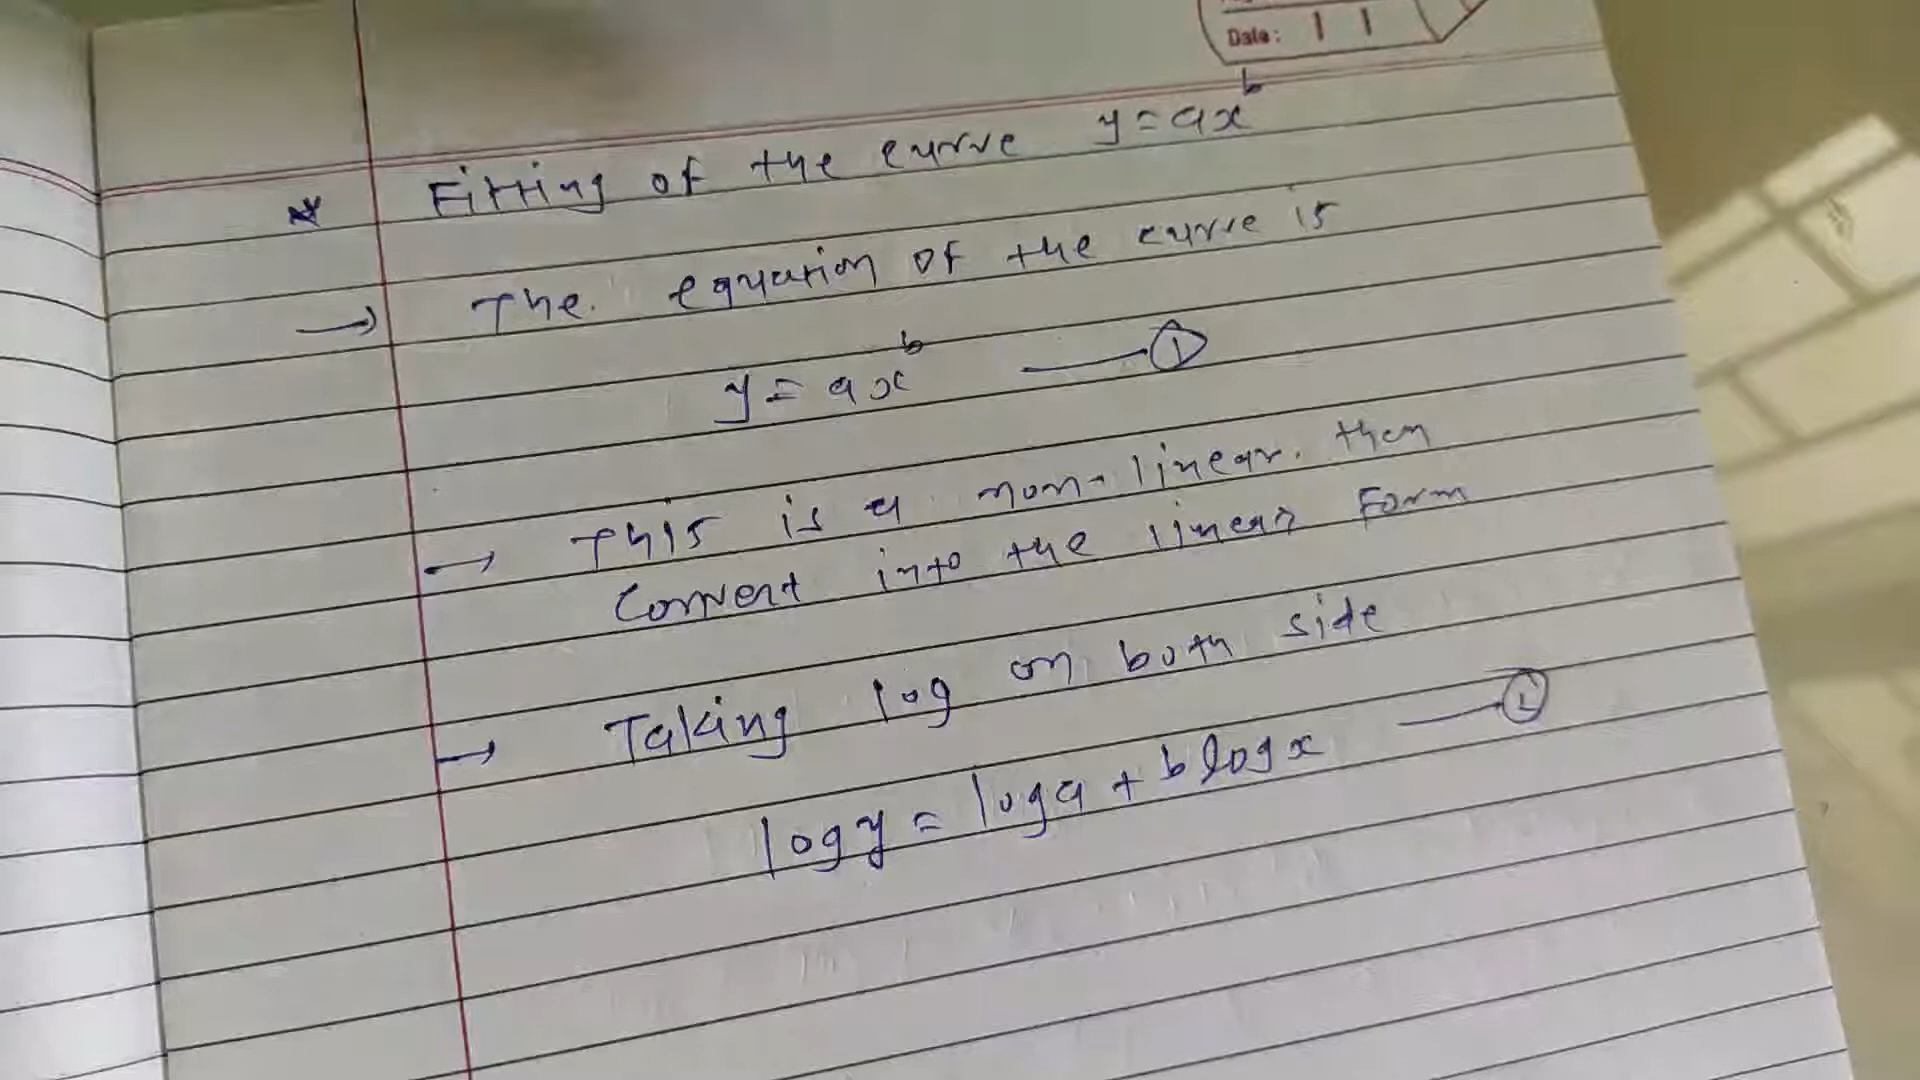 Date:
Fitting of the curve y = ax^b
→ The equation of the curve is
y = ax^b —— ①
→ This is a non-linear. then
Convert into the linear Form
→ Taking log on both side
log y = log a + b log x —— ②